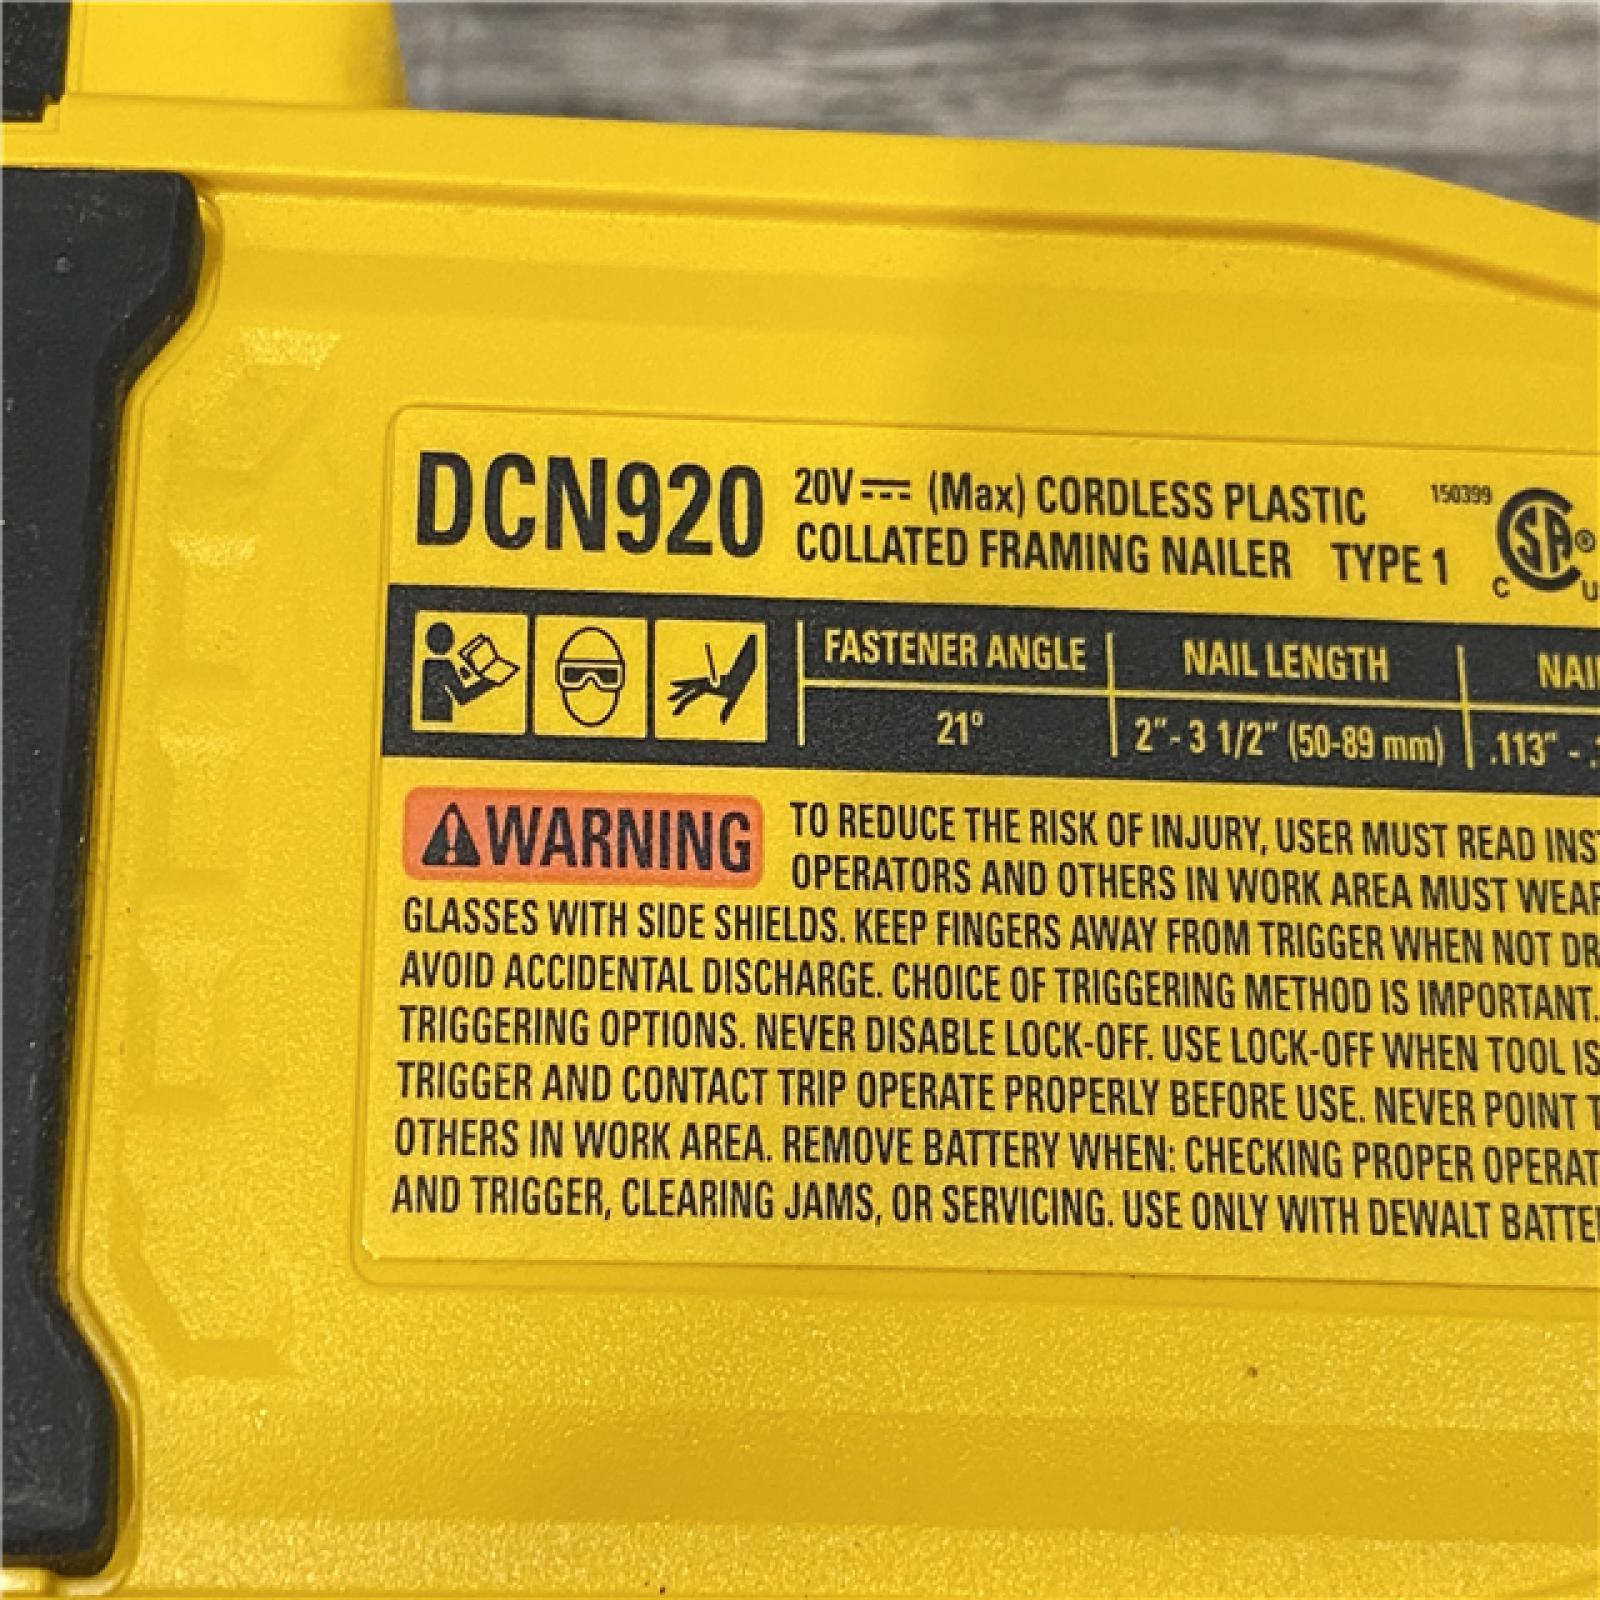 DCN920 20V (Max) CORDLESS PLASTIC
COLLATED FRAMING NAILER TYPE 1
150399
CSA®
C
FASTENER ANGLE NAIL LENGTH
21° 2"- 3 1/2" (50-89 mm) .113" -
WARNING TO REDUCE THE RISK OF INJURY, USER MUST READ
OPERATORS AND OTHERS IN WORK AREA MUST WEAR
GLASSES WITH SIDE SHIELDS. KEEP FINGERS AWAY FROM TRIGGER WHEN NOT
AVOID ACCIDENTAL DISCHARGE. CHOICE OF TRIGGERING METHOD IS IMPORTANT.
TRIGGERING OPTIONS. NEVER DISABLE LOCK-OFF. USE LOCK-OFF WHEN TOOL IS
TRIGGER AND CONTACT TRIP OPERATE PROPERLY BEFORE USE. NEVER POINT
OTHERS IN WORK AREA. REMOVE BATTERY WHEN: CHECKING PROPER
AND TRIGGER, CLEARING JAMS, OR SERVICING. USE ONLY WITH DEWALT